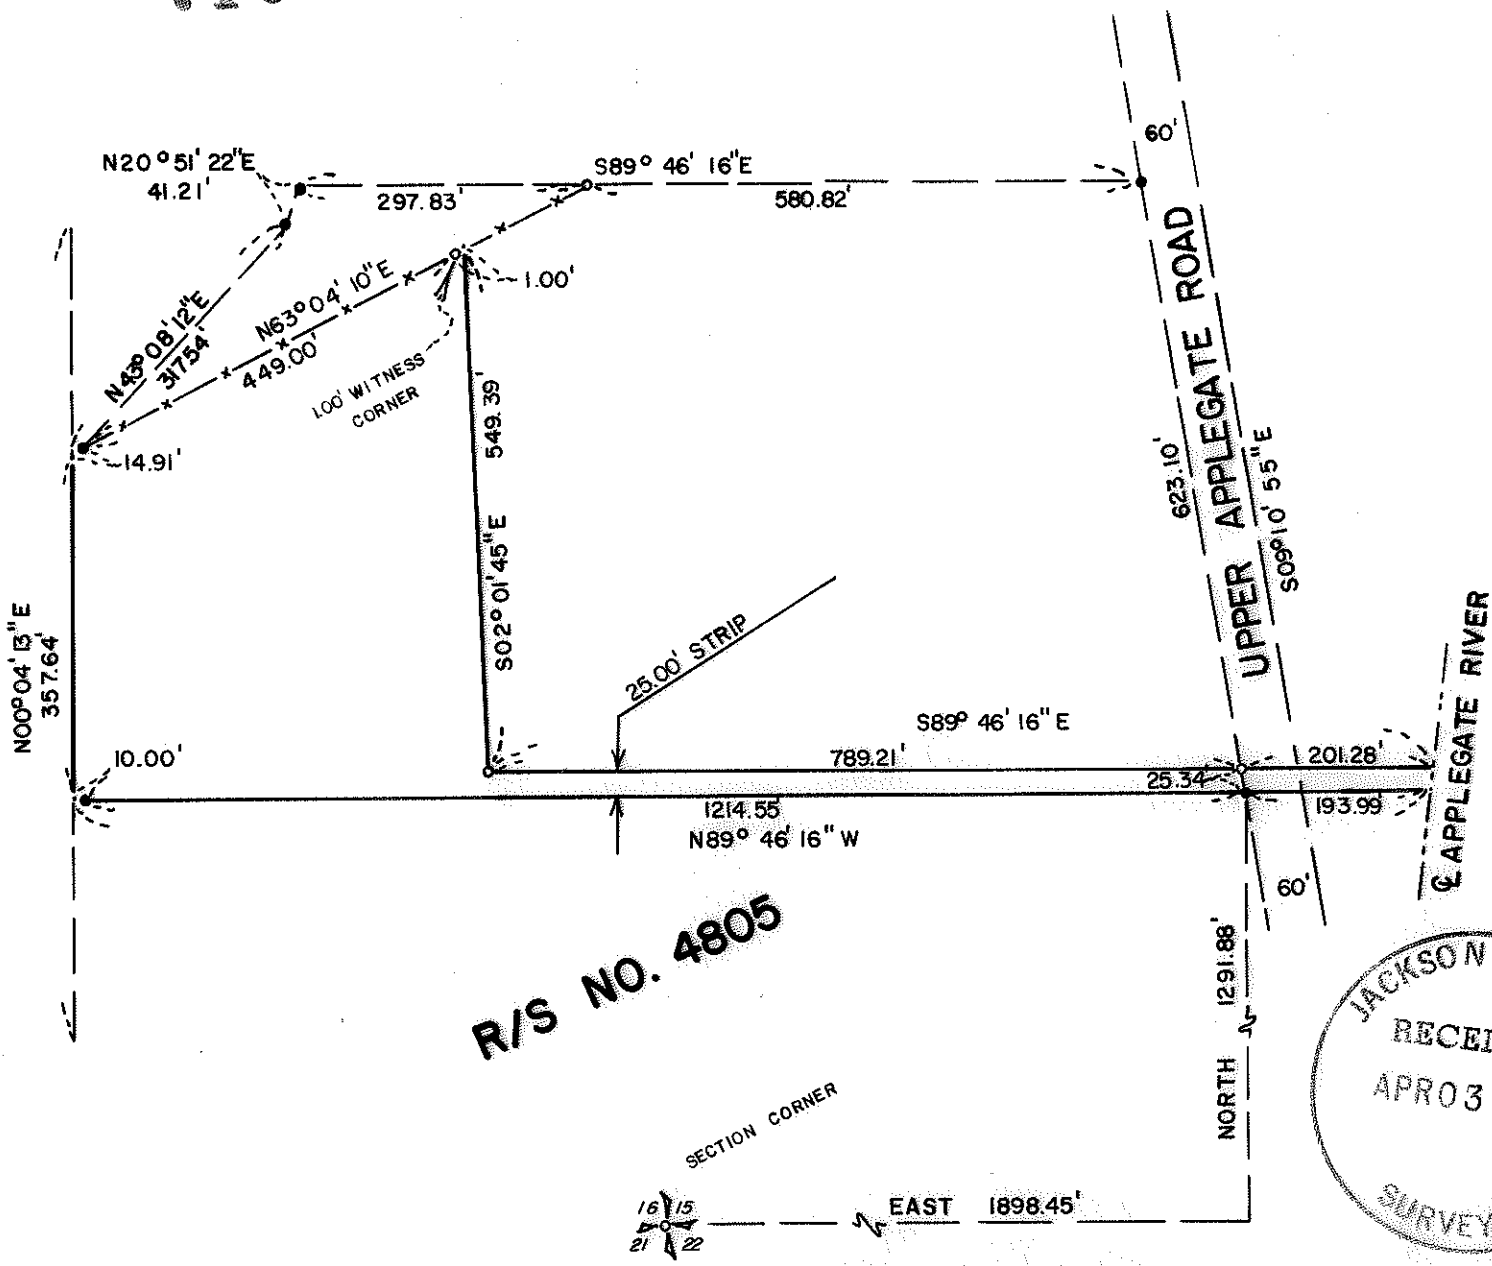 60'
N20°51'22"E
41.21'
S89° 46' 16"E
297.83'
580.82'
1.00'
N63°04' 10"E
449.00'
N43°08'12"E
317.54'
1.00' WITNESS
CORNER
14.91'
549.39'
S02°01'45"E
623.10'
UPPER APPLEGATE ROAD
S09°10'55"E
N00°04'13"E
357.64'
25.00' STRIP
S89° 46' 16" E
10.00'
789.21'
201.28'
25.34
1214.55'
193.99'
N89° 46' 16" W
℄ APPLEGATE RIVER
60'
R/S NO. 4805
NORTH 1291.88'
JACKSON
APR 03
SECTION CORNER
16 15
21 22
EAST 1898.45'